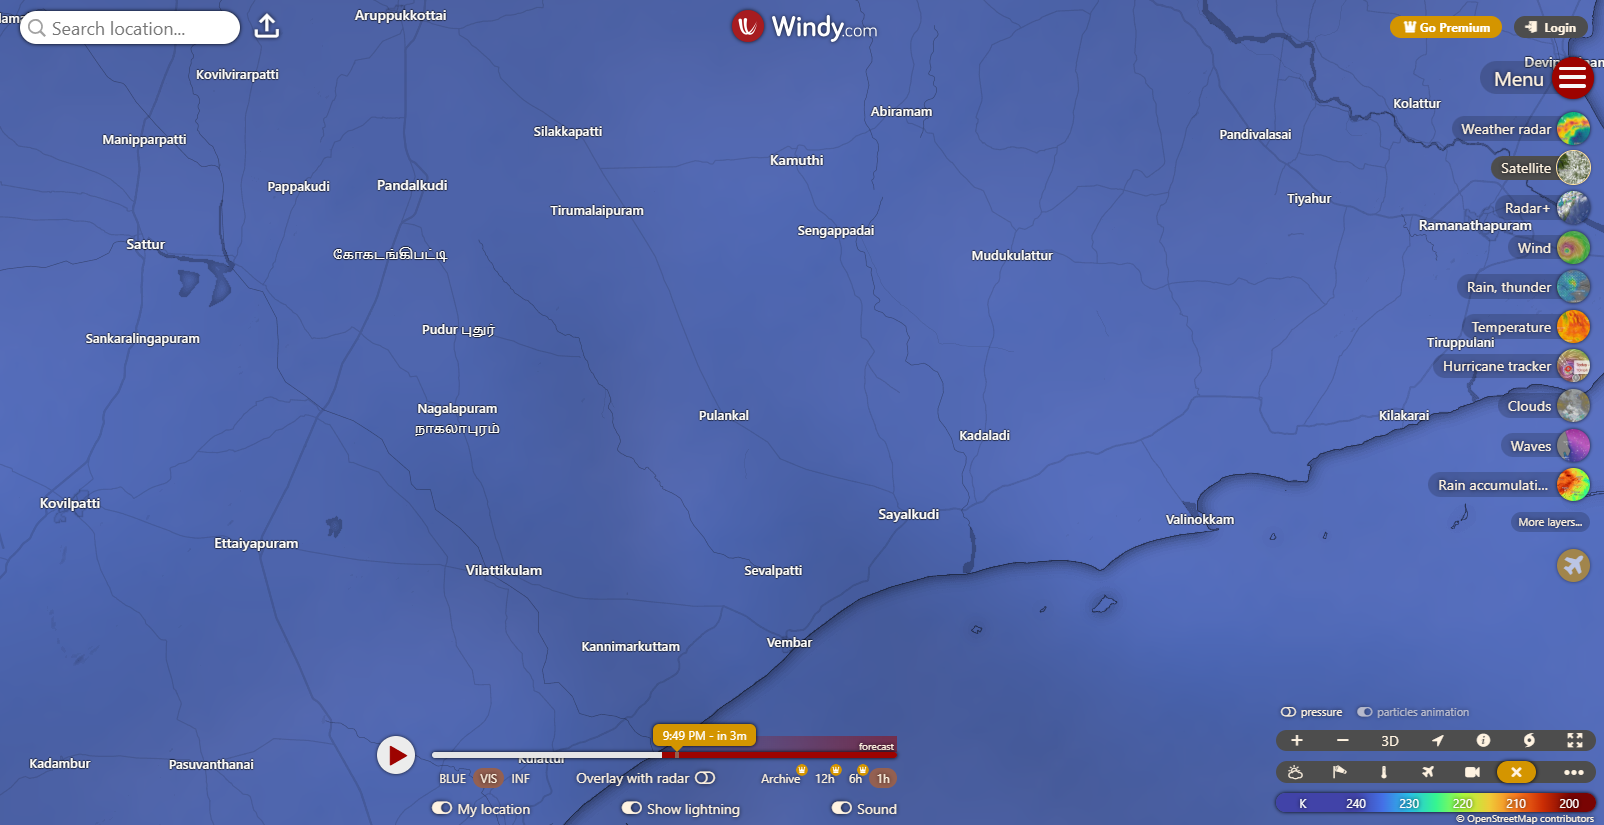 Search location...
Windy.com
Go Premium
Login
Menu
Aruppukkottai
Kovilvirarpatti
Manipparpatti
Silakkapatti
Abiramam
Kolattur
Pandivalasai
Weather radar
Kamuthi
Satellite
Pappakudi
Pandalkudi
Tirumalaipuram
Tiyahur
Radar+
Ramanathapuram
Sengappadai
Sattur
கோகடங்கிபட்டி
Mudukulattur
Wind
Rain, thunder
Pudur புதுர்
Sankaralingapuram
Temperature
Tiruppulani
Hurricane tracker
Nagalapuram
நாகலாபுரம்
Pulankal
Clouds
Kilakarai
Kadaladi
Waves
Rain accumulati...
Kovilpatti
Sayalkudi
Valinokkam
More layers...
Ettaiyapuram
Vilattikulam
Sevalpatti
Kannimarkuttam
Vembar
pressure
particles animation
9:49 PM - in 3m
forecast
3D
Kadambur
Pasuvanthanai
Kulattur
BLUE
VIS
INF
Overlay with radar
Archive
12h
6h
1h
My location
Show lightning
Sound
K 240 230 220 210 200
© OpenStreetMap contributors